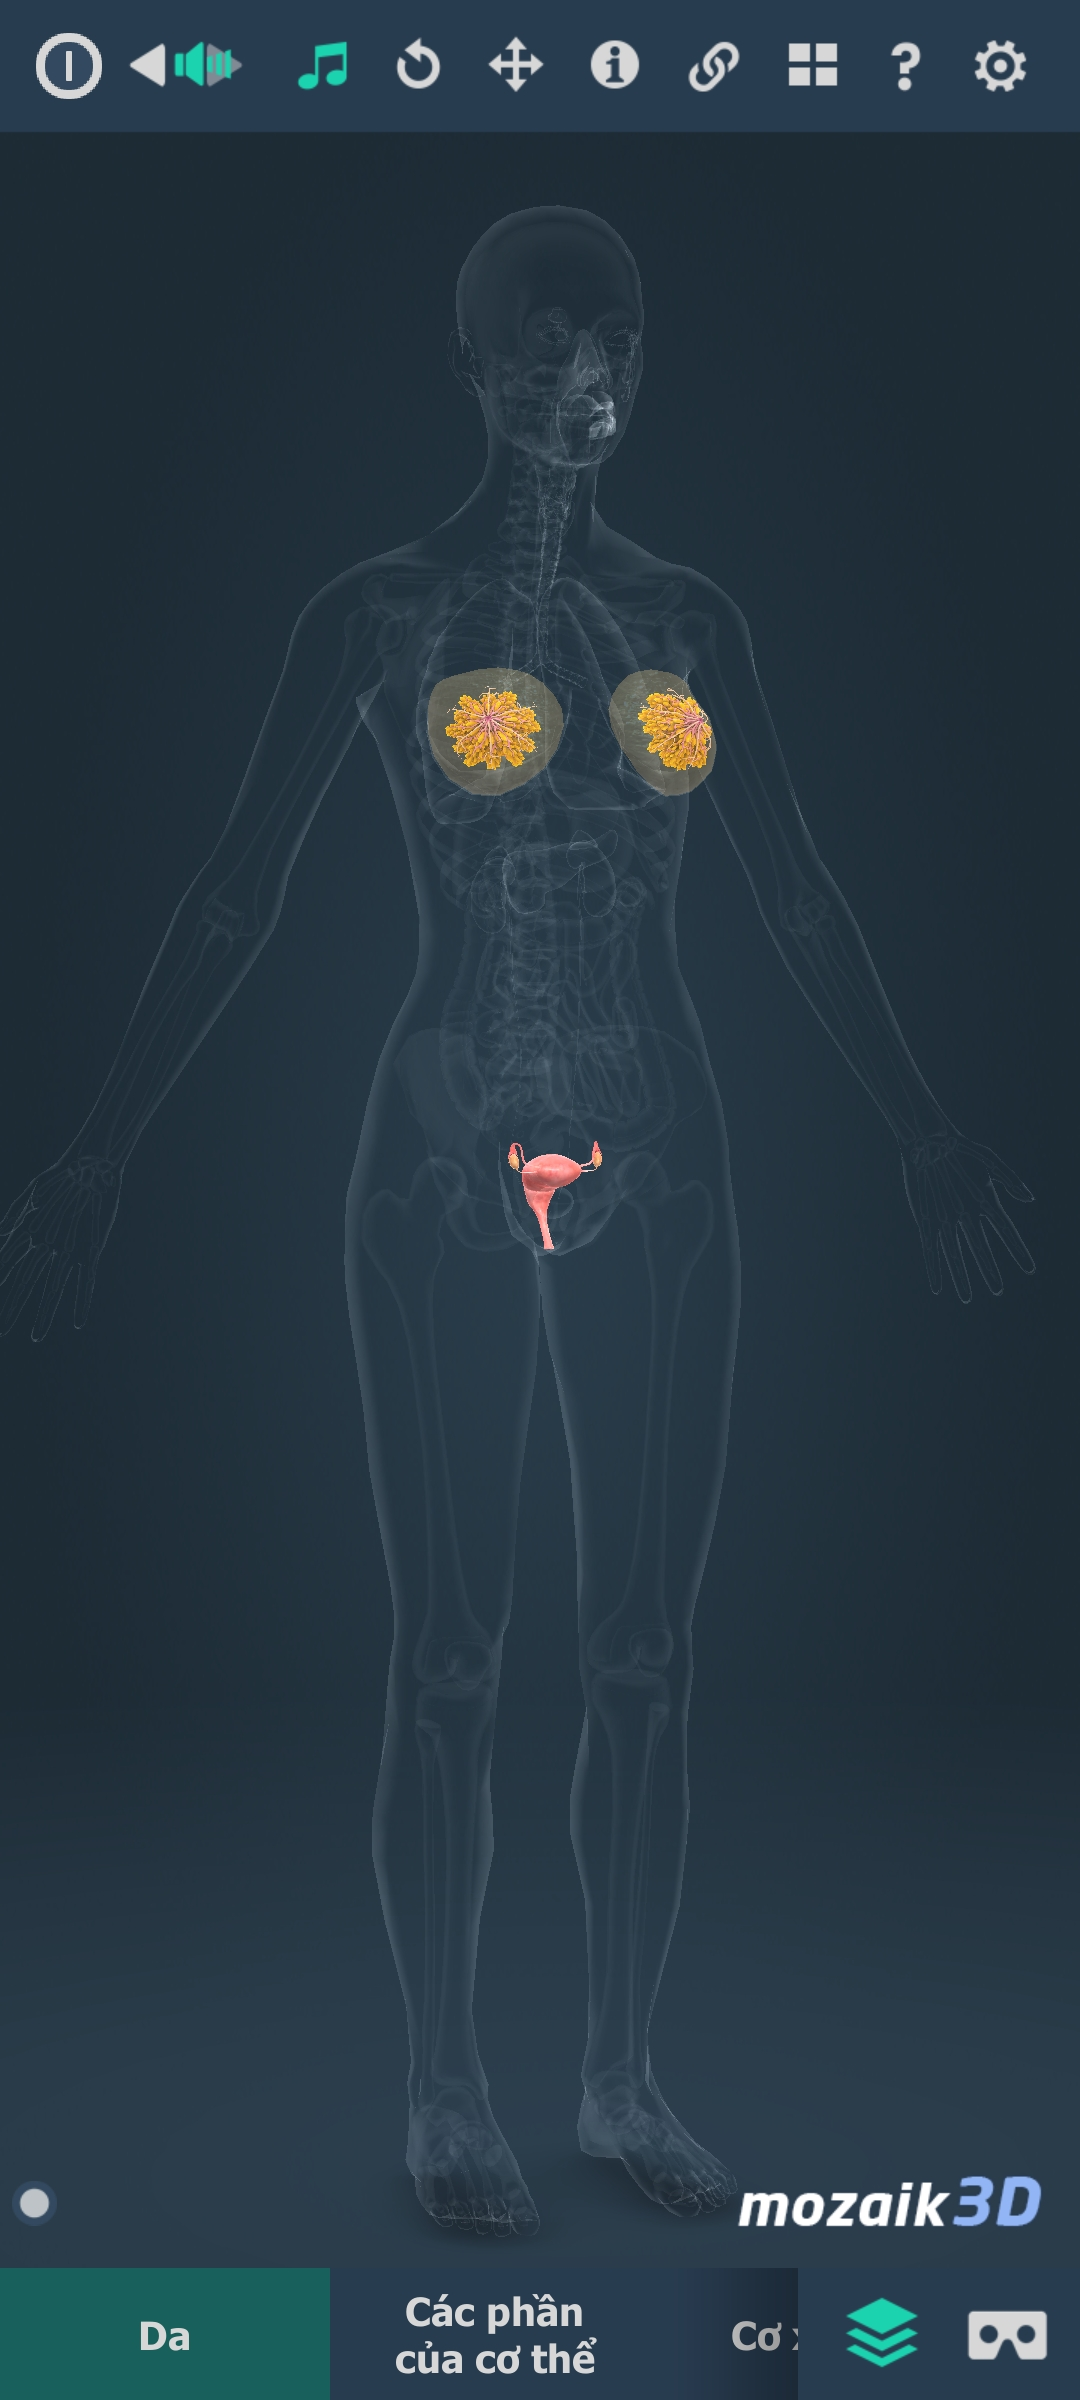 mozaik3D
Da
Các phần
của cơ thể
Cơ